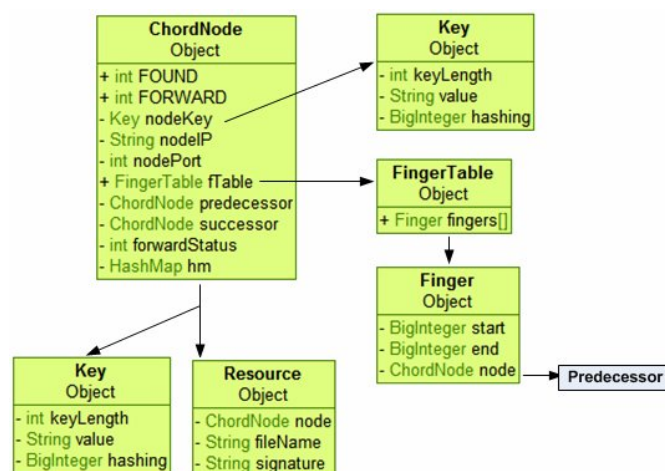 ChordNode
Object
+ int FOUND
+ int FORWARD
- Key nodeKey
- String nodeIP
- int nodePort
+ FingerTable fTable
- ChordNode predecessor
- ChordNode successor
- int forwardStatus
- HashMap hm
Key
Object
- int keyLength
- String value
- BigInteger hashing
FingerTable
Object
+ Finger fingers[]
Finger
Object
- BigInteger start
- BigInteger end
- ChordNode node
Predecessor
Key
Object
- int keyLength
- String value
- BigInteger hashing
Resource
Object
- ChordNode node
- String fileName
- String signature